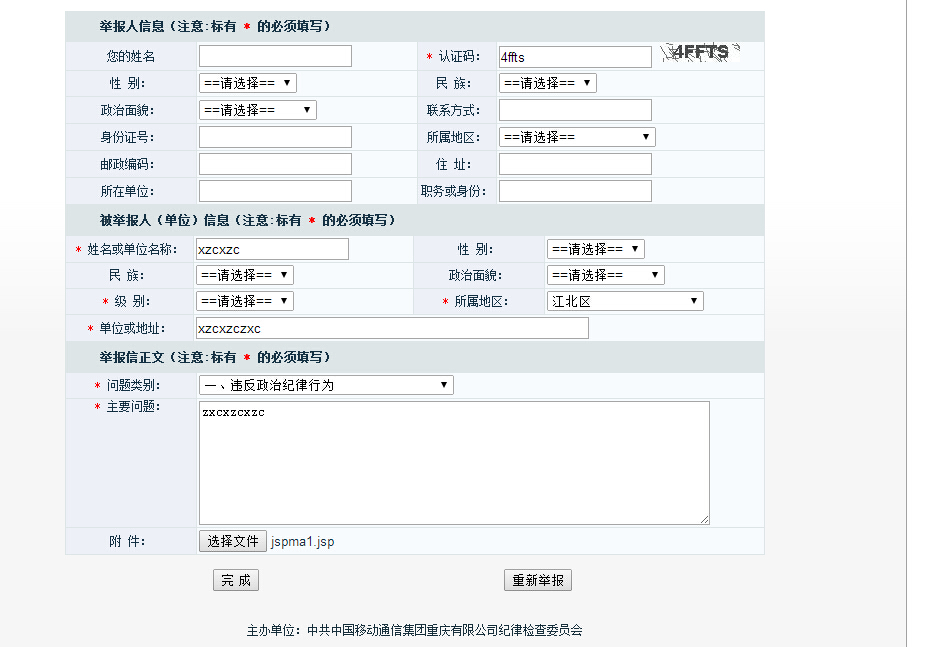 举报人信息（注意:标有 * 的必须填写）
您的姓名 * 认证码: 4ffts 4FFTS
性 别: ==请选择== 民 族: ==请选择==
政治面貌: ==请选择== 联系方式:
身份证号: 所属地区: ==请选择==
邮政编码: 住 址:
所在单位: 职务或身份:
被举报人（单位）信息（注意:标有 * 的必须填写）
* 姓名或单位名称: xzcxzc 性 别: ==请选择==
民 族: ==请选择== 政治面貌: ==请选择==
* 级 别: ==请选择== * 所属地区: 江北区
* 单位或地址: xzcxzczxc
举报信正文（注意:标有 * 的必须填写）
* 问题类别: 一、违反政治纪律行为
* 主要问题: zxcxzcxzc
附 件: 选择文件 jspma1.jsp
完 成 重新举报
主办单位：中共中国移动通信集团重庆有限公司纪律检查委员会